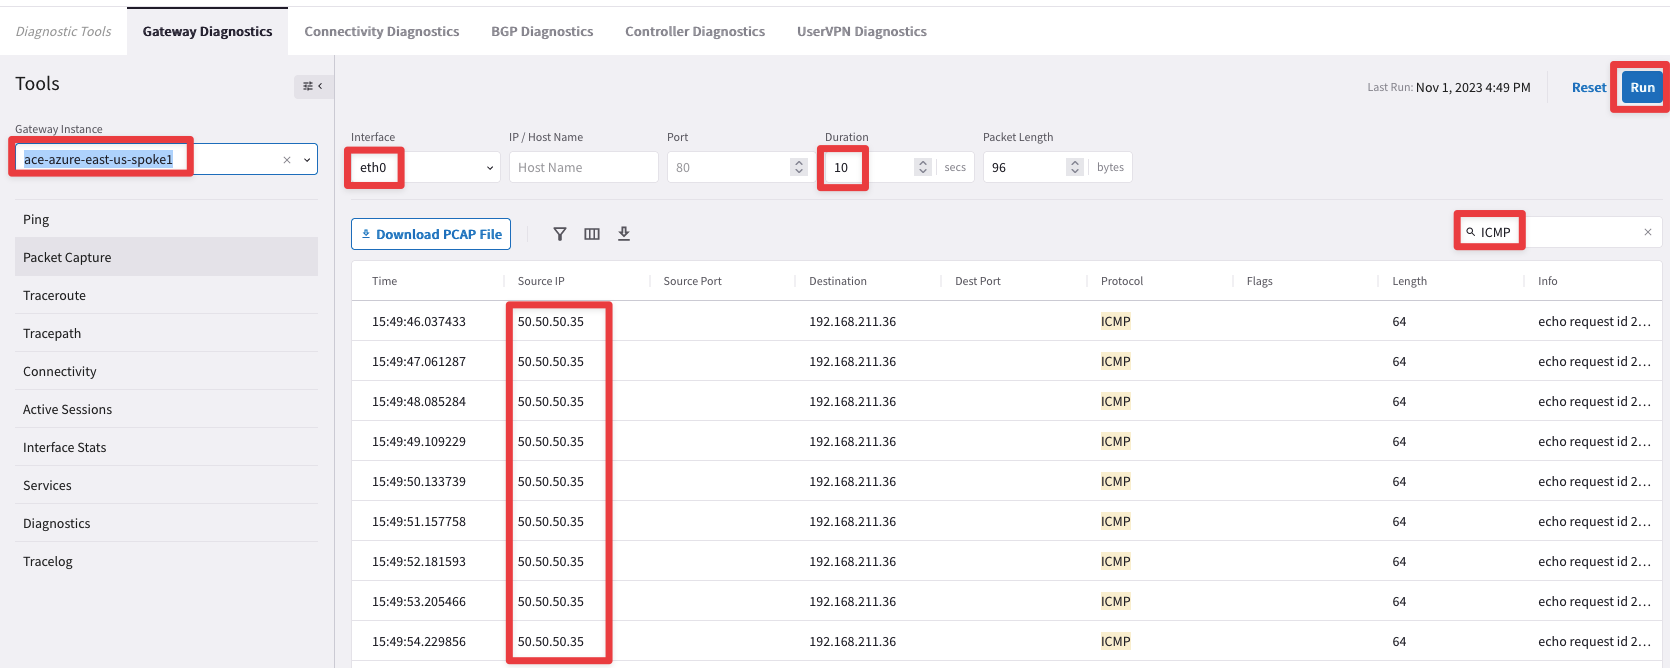 Diagnostic Tools Gateway Diagnostics Connectivity Diagnostics BGP Diagnostics Controller Diagnostics UserVPN Diagnostics
Tools
Gateway Instance
ace-azure-east-us-spoke1
Ping
Packet Capture
Traceroute
Tracepath
Connectivity
Active Sessions
Interface Stats
Services
Diagnostics
Tracelog
Last Run: Nov 1, 2023 4:49 PM Reset Run
Interface IP / Host Name Port Duration Packet Length
eth0 Host Name 80 10 secs 96 bytes
Download PCAP File ICMP
Time Source IP Source Port Destination Dest Port Protocol Flags Length Info
15:49:46.037433 50.50.50.35 192.168.211.36 ICMP 64 echo request id 2…
15:49:47.061287 50.50.50.35 192.168.211.36 ICMP 64 echo request id 2…
15:49:48.085284 50.50.50.35 192.168.211.36 ICMP 64 echo request id 2…
15:49:49.109229 50.50.50.35 192.168.211.36 ICMP 64 echo request id 2…
15:49:50.133739 50.50.50.35 192.168.211.36 ICMP 64 echo request id 2…
15:49:51.157758 50.50.50.35 192.168.211.36 ICMP 64 echo request id 2…
15:49:52.181593 50.50.50.35 192.168.211.36 ICMP 64 echo request id 2…
15:49:53.205466 50.50.50.35 192.168.211.36 ICMP 64 echo request id 2…
15:49:54.229856 50.50.50.35 192.168.211.36 ICMP 64 echo request id 2…